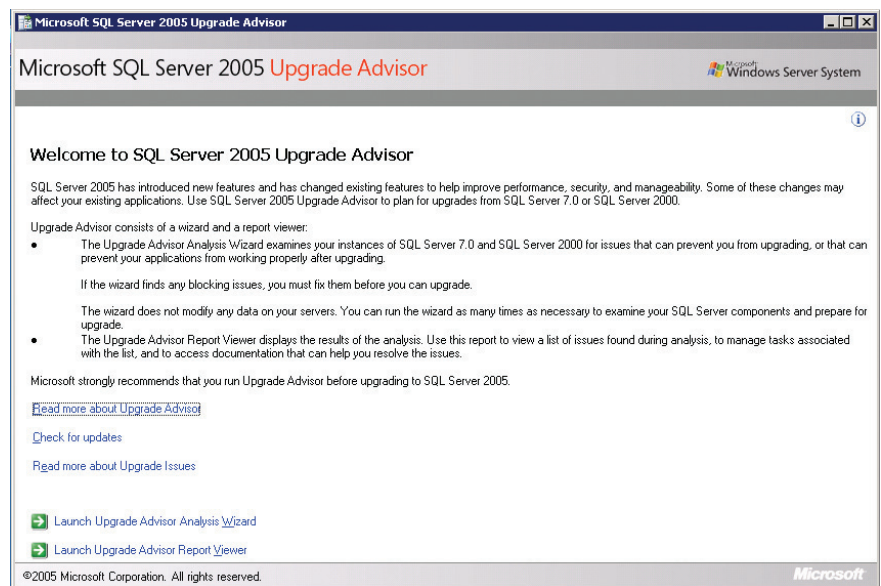 Microsoft SQL Server 2005 Upgrade Advisor
Microsoft SQL Server 2005 Upgrade Advisor
Microsoft
Windows Server System
Welcome to SQL Server 2005 Upgrade Advisor
SQL Server 2005 has introduced new features and has changed existing features to help improve performance, security, and manageability. Some of these changes may
affect your existing applications. Use SQL Server 2005 Upgrade Advisor to plan for upgrades from SQL Server 7.0 or SQL Server 2000.
Upgrade Advisor consists of a wizard and a report viewer:
• The Upgrade Advisor Analysis Wizard examines your instances of SQL Server 7.0 and SQL Server 2000 for issues that can prevent you from upgrading, or that can
prevent your applications from working properly after upgrading.
If the wizard finds any blocking issues, you must fix them before you can upgrade.
The wizard does not modify any data on your servers. You can run the wizard as many times as necessary to examine your SQL Server components and prepare for
upgrade.
• The Upgrade Advisor Report Viewer displays the results of the analysis. Use this report to view a list of issues found during analysis, to manage tasks associated
with the list, and to access documentation that can help you resolve the issues.
Microsoft strongly recommends that you run Upgrade Advisor before upgrading to SQL Server 2005.
Read more about Upgrade Advisor
Check for updates
Read more about Upgrade Issues
Launch Upgrade Advisor Analysis Wizard
Launch Upgrade Advisor Report Viewer
©2005 Microsoft Corporation. All rights reserved.
Microsoft